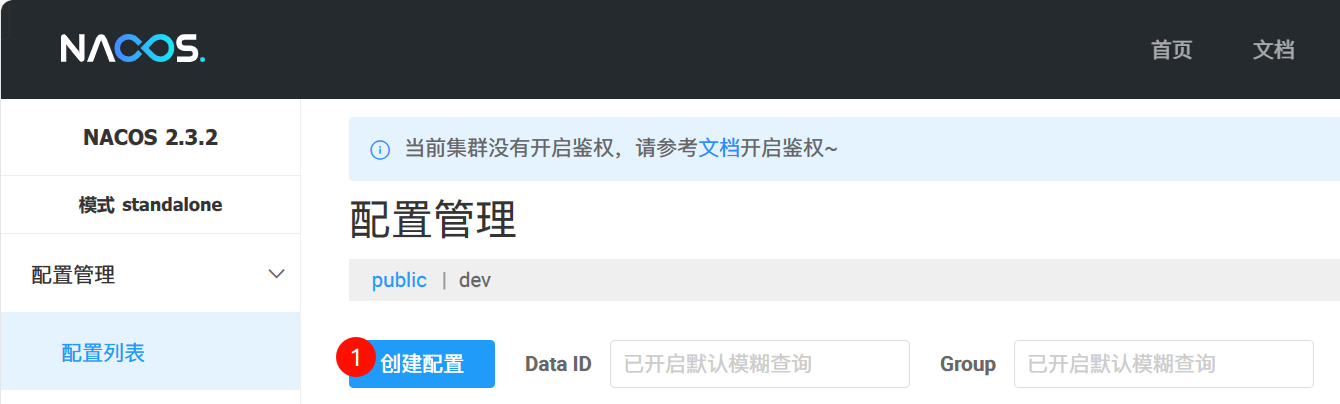 NACOS.
首页 文档
NACOS 2.3.2
当前集群没有开启鉴权，请参考文档开启鉴权~
模式 standalone
配置管理
配置管理
public | dev
配置列表
1 创建配置 Data ID 已开启默认模糊查询 Group 已开启默认模糊查询